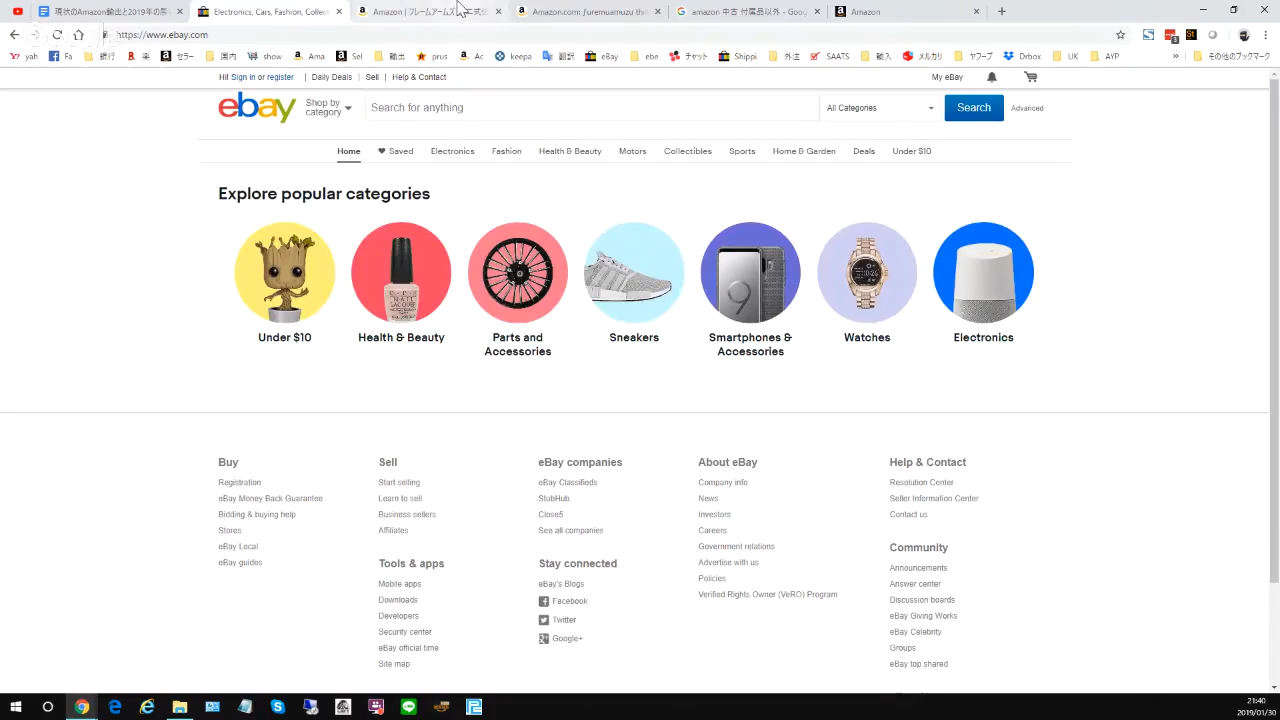 現状のAmazon輸出と2019年の戦
Electronics, Cars, Fashion, Collect
Amazon | フレームアームズ
Amazon.com: ƒuremuamuzu
amazon 中古 付属品以外 - Goog
Amazon
https://www.ebay.com
yah Fa 銀行 楽天 セラー 国内 show Ama Sel 輸出 prus Ac keepa 翻訳 eBay ebe チャット Shippi 外注 SAATS 輸入 メルカリ ヤフーブ Drbox UK AYP » その他のブックマーク
Hi! Sign in or register Daily Deals Sell Help & Contact My eBay
ebay Shop by category Search for anything All Categories Search Advanced
Home Saved Electronics Fashion Health & Beauty Motors Collectibles Sports Home & Garden Deals Under $10
Explore popular categories
9
Under $10
Health & Beauty
Parts and Accessories
Sneakers
Smartphones & Accessories
Watches
Electronics
Buy
Registration
eBay Money Back Guarantee
Bidding & buying help
Stores
eBay Local
eBay guides
Sell
Start selling
Learn to sell
Business sellers
Affiliates
Tools & apps
Mobile apps
Downloads
Developers
Security center
eBay official time
Site map
eBay companies
eBay Classifieds
StubHub
Close5
See all companies
Stay connected
eBay's Blogs
Facebook
Twitter
Google+
About eBay
Company info
News
Investors
Careers
Government relations
Advertise with us
Policies
Verified Rights Owner (VeRO) Program
Help & Contact
Resolution Center
Seller Information Center
Contact us
Community
Announcements
Answer center
Discussion boards
eBay Giving Works
eBay Celebrity
Groups
eBay top shared
21:40
2019/01/30